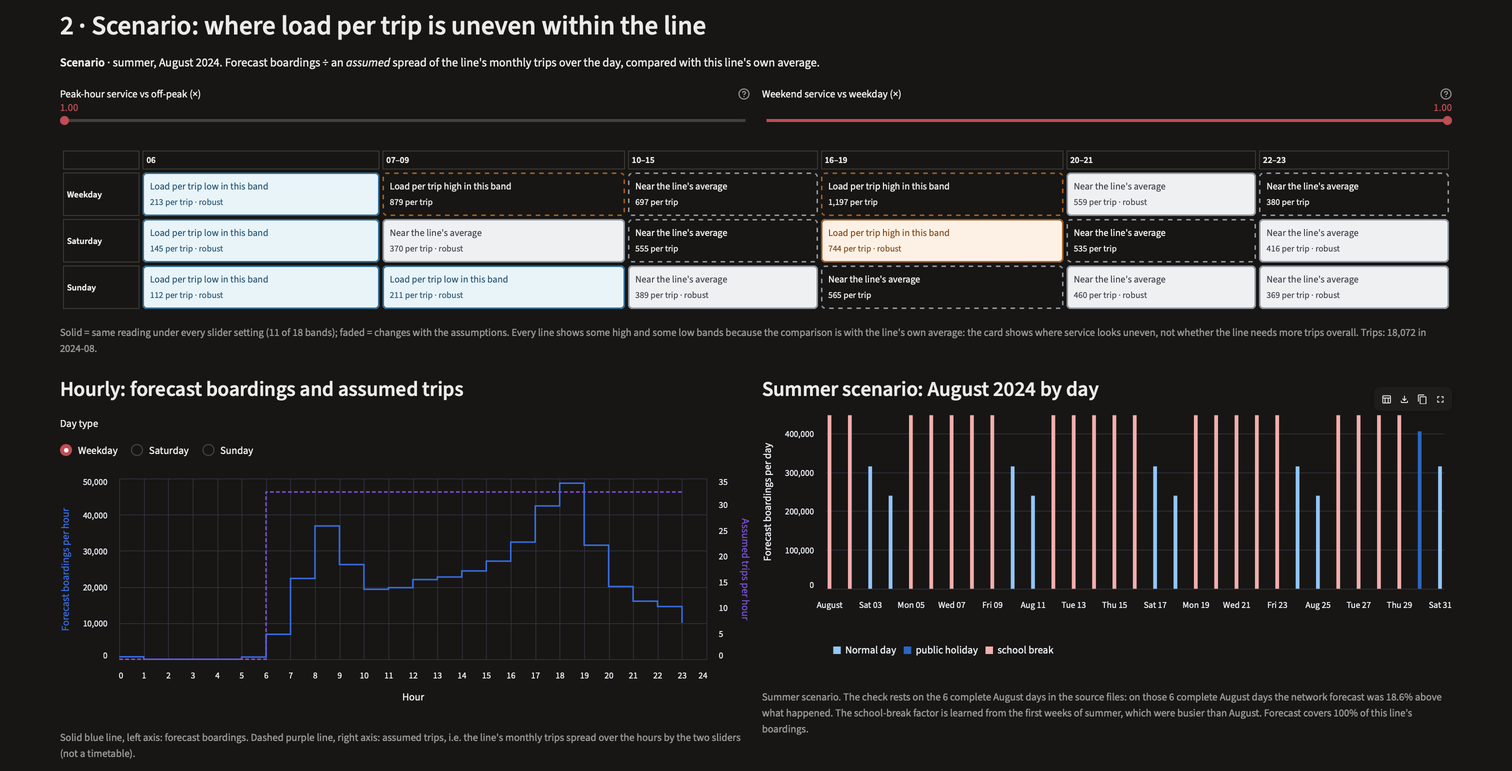 2 · Scenario: where load per trip is uneven within the line
Scenario · summer, August 2024. Forecast boardings ÷ an assumed spread of the line's monthly trips over the day, compared with this line's own average.
Peak-hour service vs off-peak (×)
1.00
Weekend service vs weekday (×)
1.00
06 07–09 10–15 16–19 20–21 22–23
Weekday
Load per trip low in this band
213 per trip · robust
Load per trip high in this band
879 per trip
Near the line's average
697 per trip
Load per trip high in this band
1,197 per trip
Near the line's average
559 per trip · robust
Near the line's average
380 per trip
Saturday
Load per trip low in this band
145 per trip · robust
Near the line's average
370 per trip · robust
Near the line's average
555 per trip
Load per trip high in this band
744 per trip · robust
Near the line's average
535 per trip
Near the line's average
416 per trip · robust
Sunday
Load per trip low in this band
112 per trip · robust
Load per trip low in this band
211 per trip · robust
Near the line's average
389 per trip · robust
Near the line's average
565 per trip
Near the line's average
460 per trip · robust
Near the line's average
369 per trip · robust
Solid = same reading under every slider setting (11 of 18 bands); faded = changes with the assumptions. Every line shows some high and some low bands because the comparison is with the line's own average: the card shows where service looks uneven, not whether the line needs more trips overall. Trips: 18,072 in
2024-08.
Hourly: forecast boardings and assumed trips
Day type
Weekday Saturday Sunday
Forecast boardings per hour
50,000
40,000
30,000
20,000
10,000
0
35
30
25
20
15
10
5
0
Assumed trips per hour
0 1 2 3 4 5 6 7 8 9 10 11 12 13 14 15 16 17 18 19 20 21 22 23 24
Hour
Solid blue line, left axis: forecast boardings. Dashed purple line, right axis: assumed trips, i.e. the line's monthly trips spread over the hours by the two sliders
(not a timetable).
Summer scenario: August 2024 by day
Forecast boardings per day
400,000
300,000
200,000
100,000
0
August Sat 03 Mon 05 Wed 07 Fri 09 Aug 11 Tue 13 Thu 15 Sat 17 Mon 19 Wed 21 Fri 23 Aug 25 Tue 27 Thu 29 Sat 31
Normal day public holiday school break
Summer scenario. The check rests on the 6 complete August days in the source files: on those 6 complete August days the network forecast was 18.6% above
what happened. The school-break factor is learned from the first weeks of summer, which were busier than August. Forecast covers 100% of this line's
boardings.